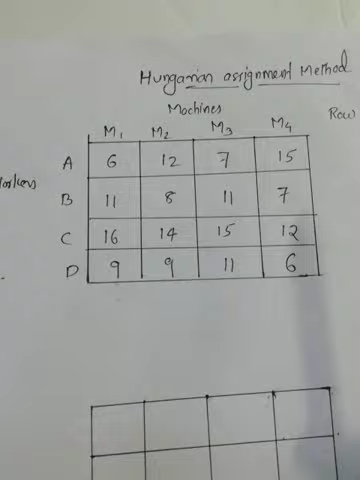 Hungarian assignment Method
Machines
Row
M1 M2 M3 M4
A 6 12 7 15
B 11 8 11 7
C 16 14 15 12
D 9 9 11 6